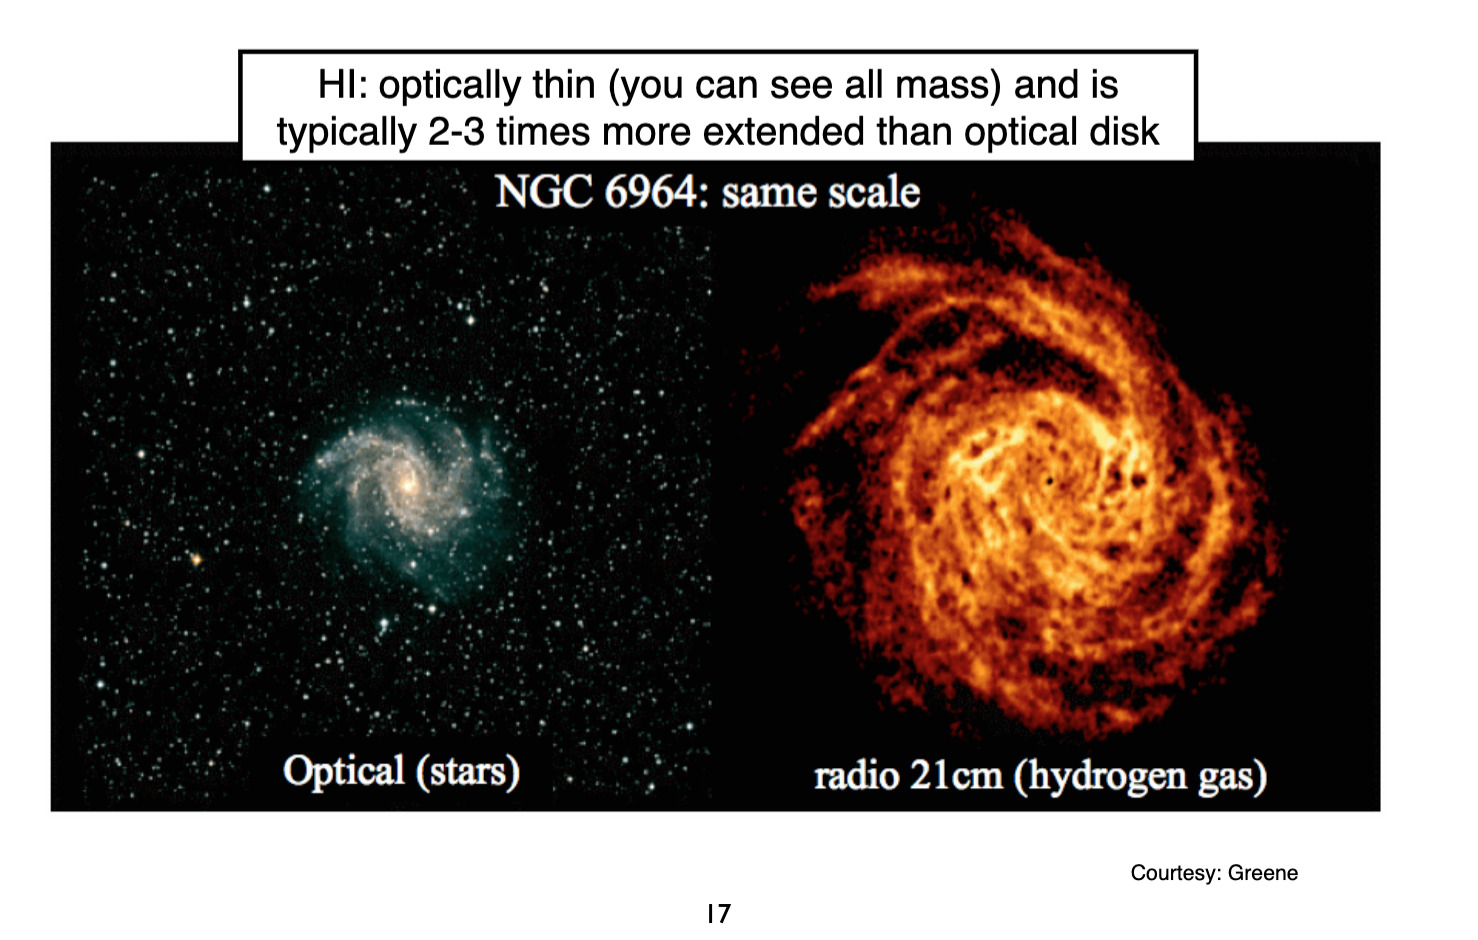 HI: optically thin (you can see all mass) and is
typically 2-3 times more extended than optical disk
NGC 6964: same scale
Optical (stars)
radio 21cm (hydrogen gas)
Courtesy: Greene
17